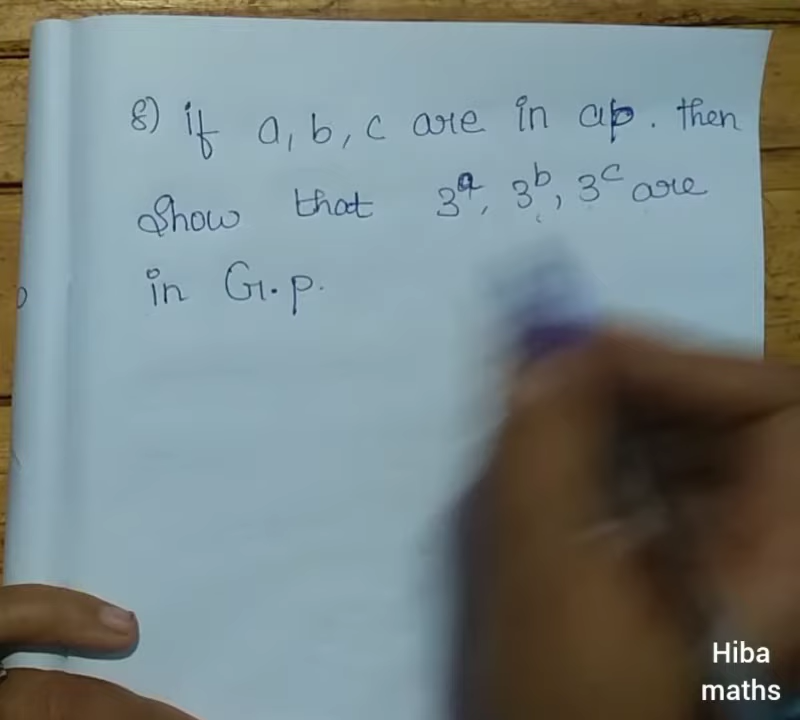 8) if a, b, c are in ap. then
Show that 3ᵃ, 3ᵇ, 3ᶜ are
in G.p.
Hiba
maths